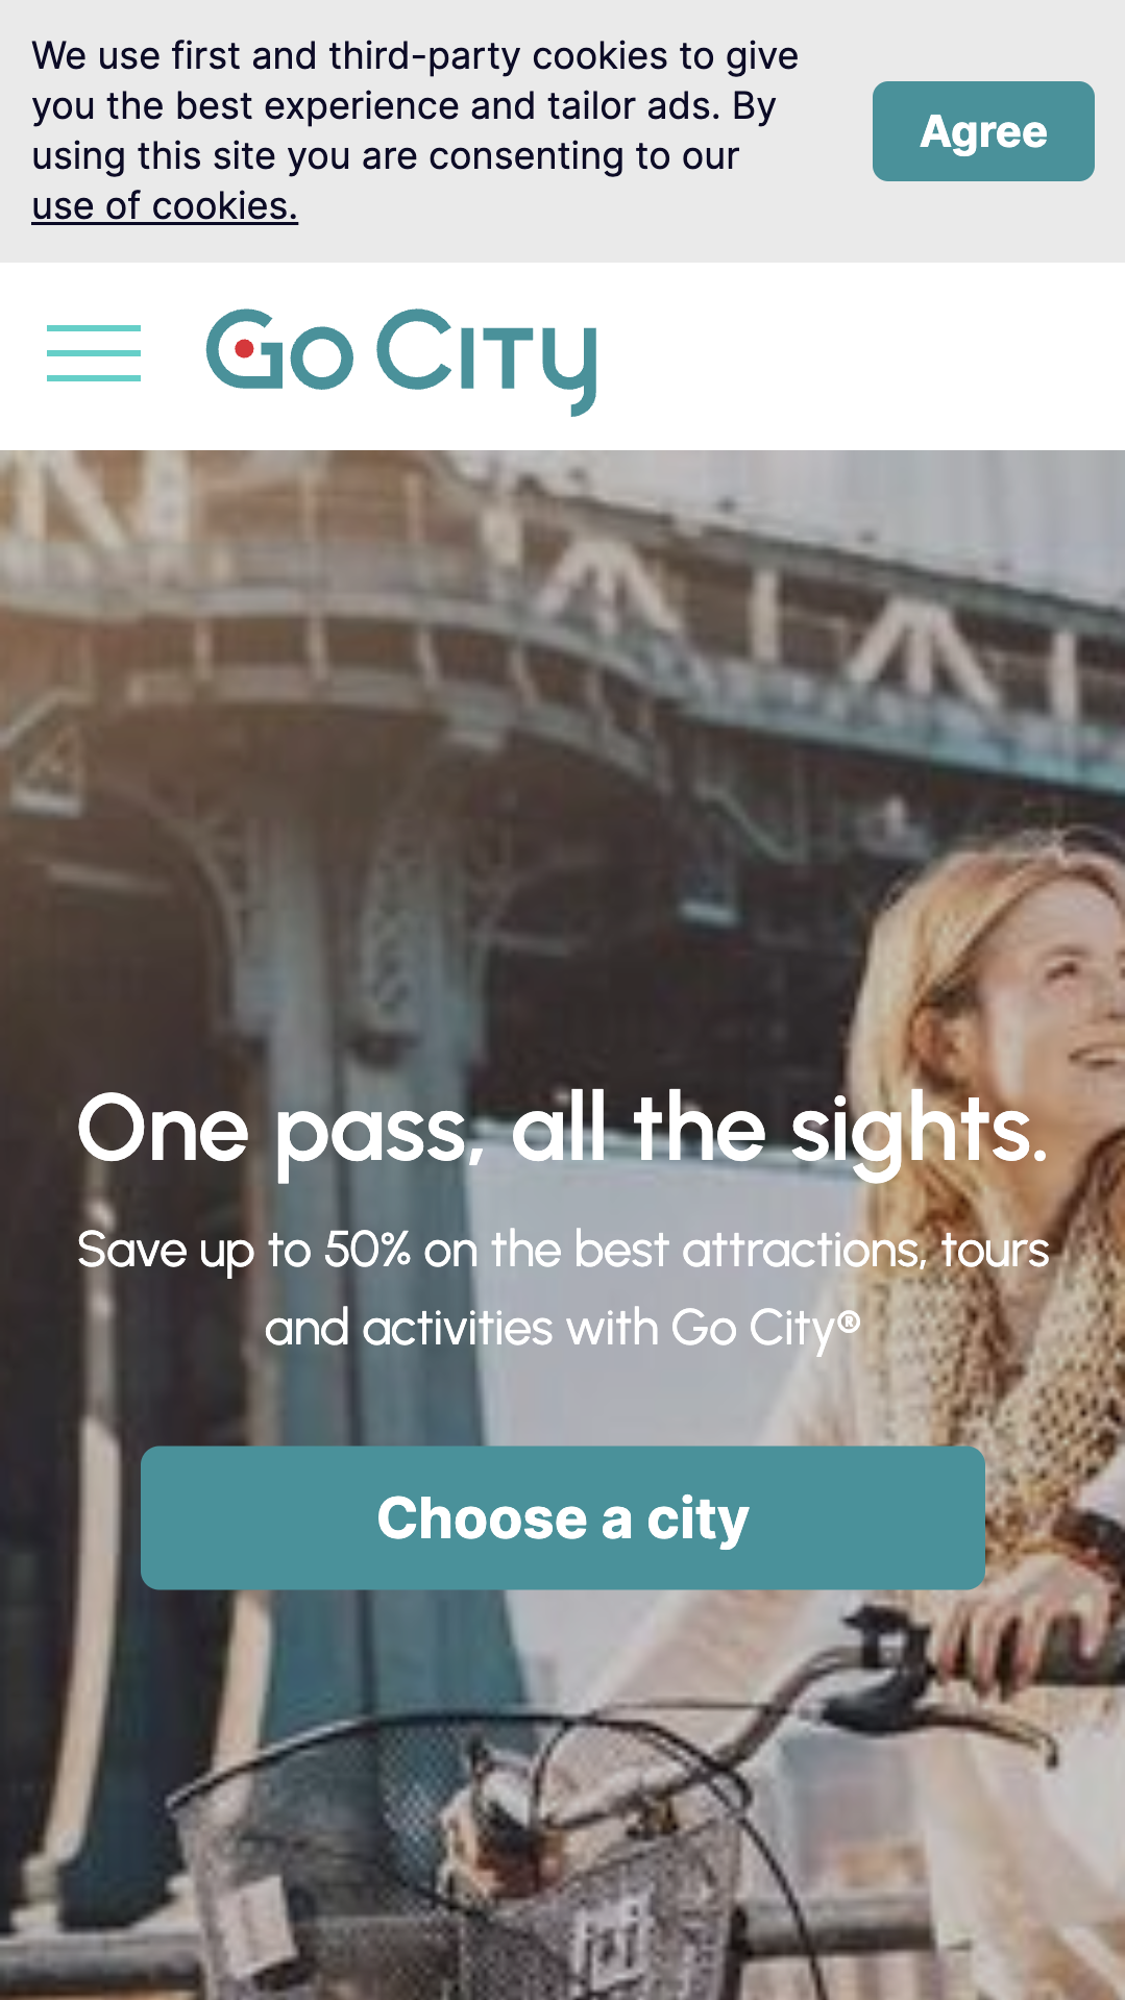 We use first and third-party cookies to give
you the best experience and tailor ads. By
using this site you are consenting to our
use of cookies.
Agree
Go City
One pass, all the sights.
Save up to 50% on the best attractions, tours
and activities with Go City®
Choose a city